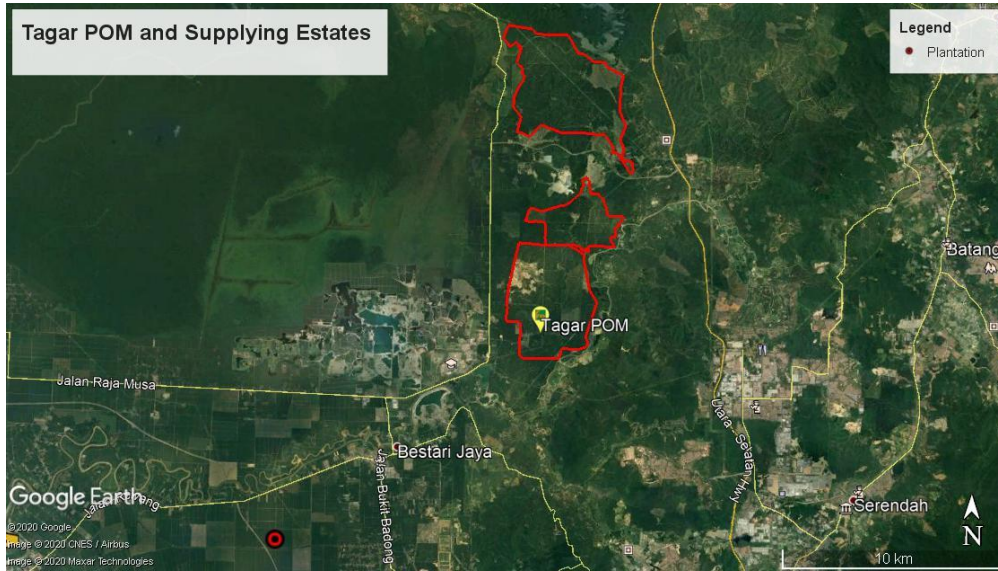 Tagar POM and Supplying Estates
Legend
Plantation
Batang
Tagar POM
Jalan Raja Musa
Utara - Selatan Hwy
Bestari Jaya
Jalan Bukit Badong
Serendah
Google Earth
©2020 Google
Image © 2020 CNES / Airbus
Image © 2020 Maxar Technologies
N
10 km